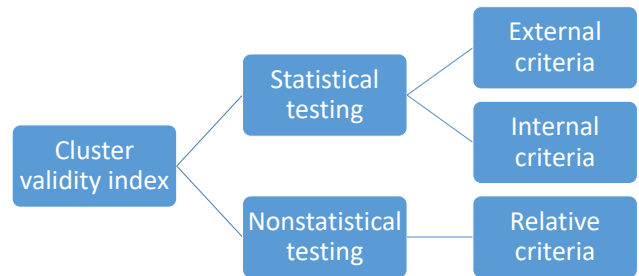 Cluster
validity index
Statistical
testing
Nonstatistical
testing
External
criteria
Internal
criteria
Relative
criteria